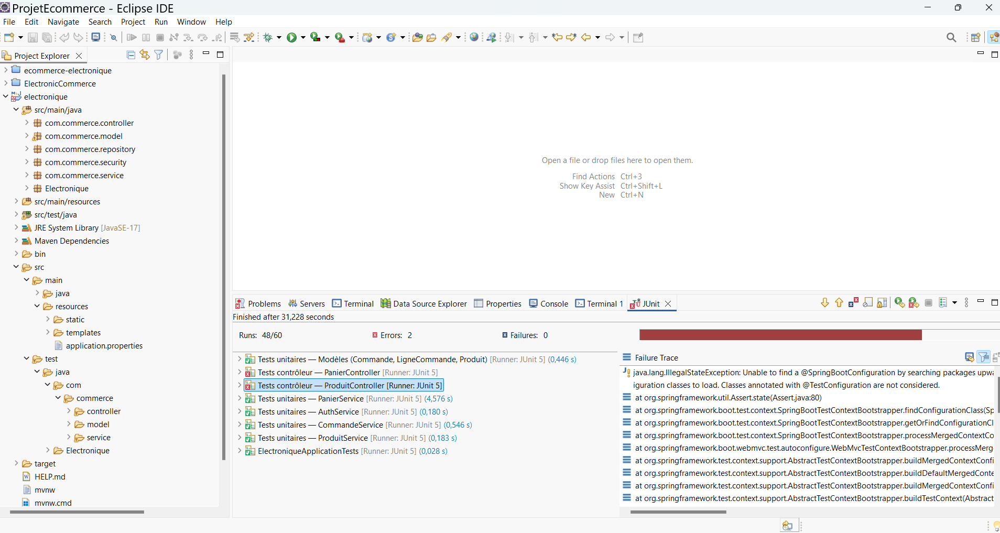 ProjetEcommerce - Eclipse IDE
File Edit Navigate Search Project Run Window Help
Project Explorer
ecommerce-electronique
ElectronicCommerce
electronique
src/main/java
com.commerce.controller
com.commerce.model
com.commerce.repository
com.commerce.security
com.commerce.service
Electronique
src/main/resources
src/test/java
JRE System Library [JavaSE-17]
Maven Dependencies
bin
src
main
java
resources
static
templates
application.properties
test
java
com
commerce
controller
model
service
Electronique
target
HELP.md
mvnw
mvnw.cmd
Open a file or drop files here to open them.
Find Actions Ctrl+3
Show Key Assist Ctrl+Shift+L
New Ctrl+N
Problems Servers Terminal Data Source Explorer Properties Console Terminal 1 JUnit
Finished after 31,228 seconds
Runs: 48/60 Errors: 2 Failures: 0
Tests unitaires — Modèles (Commande, LigneCommande, Produit) [Runner: JUnit 5] (0,446 s)
Tests contrôleur — PanierController [Runner: JUnit 5]
Tests contrôleur — ProduitController [Runner: JUnit 5]
Tests unitaires — PanierService [Runner: JUnit 5] (4,576 s)
Tests unitaires — AuthService [Runner: JUnit 5] (0,180 s)
Tests unitaires — CommandeService [Runner: JUnit 5] (0,546 s)
Tests unitaires — ProduitService [Runner: JUnit 5] (0,183 s)
ElectroniqueApplicationTests [Runner: JUnit 5] (0,028 s)
Failure Trace
java.lang.IllegalStateException: Unable to find a @SpringBootConfiguration by searching packages upwa
iguration classes to load. Classes annotated with @TestConfiguration are not considered.
at org.springframework.util.Assert.state(Assert.java:80)
at org.springframework.boot.test.context.SpringBootTestContextBootstrapper.findConfigurationClass(Sp
at org.springframework.boot.test.context.SpringBootTestContextBootstrapper.getOrFindConfigurationCl
at org.springframework.boot.test.context.SpringBootTestContextBootstrapper.processMergedContextCo
at org.springframework.boot.webmvc.test.autoconfigure.WebMvcTestContextBootstrapper.processMerg
at org.springframework.test.context.support.AbstractTestContextBootstrapper.buildMergedContextConfi
at org.springframework.test.context.support.AbstractTestContextBootstrapper.buildDefaultMergedConte
at org.springframework.test.context.support.AbstractTestContextBootstrapper.buildMergedContextConfi
at org.springframework.test.context.support.AbstractTestContextBootstrapper.buildTestContext(Abstract